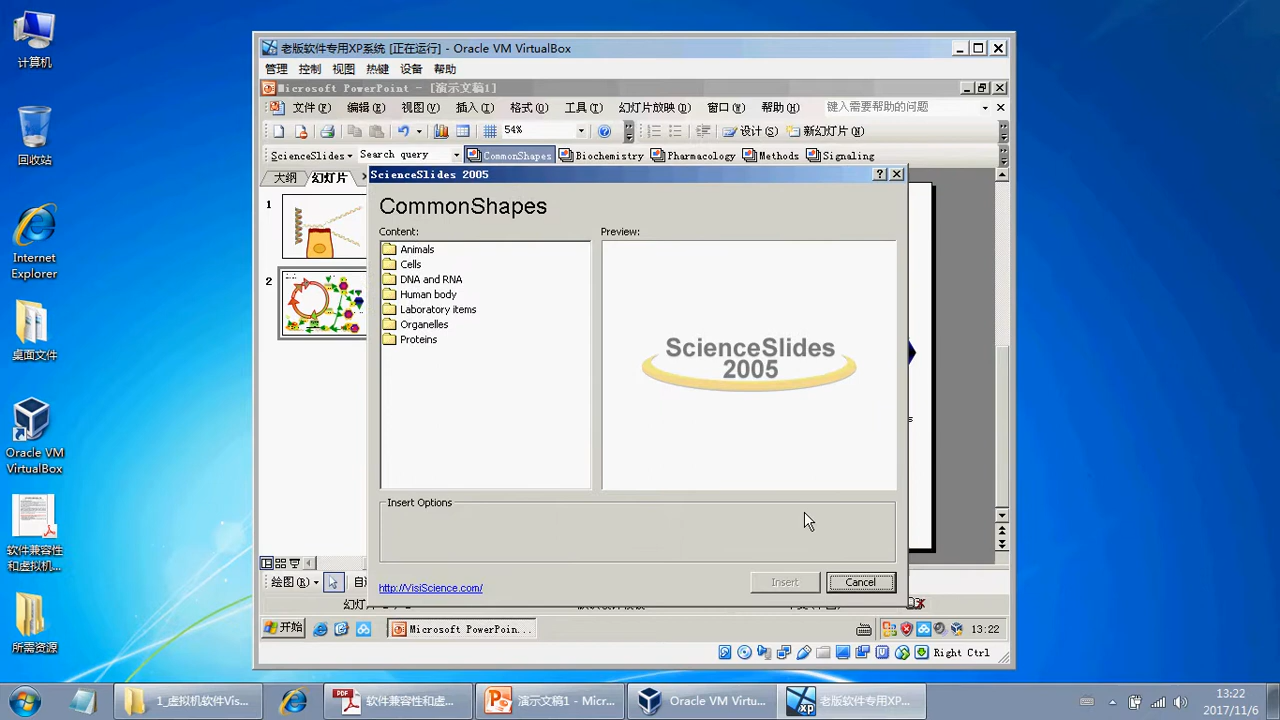 计算机
回收站
Internet
Explorer
桌面文件
Oracle VM
VirtualBox
软件兼容性
和虚拟机...
所需资源
老版软件专用XP系统 [正在运行] - Oracle VM VirtualBox
管理 控制 视图 热键 设备 帮助
Microsoft PowerPoint - [演示文稿1]
文件(F) 编辑(E) 视图(V) 插入(I) 格式(O) 工具(T) 幻灯片放映(D) 窗口(W) 帮助(H) 键入需要帮助的问题
54% 设计(S) 新幻灯片(N)
ScienceSlides Search query CommonShapes Biochemistry Pharmacology Methods Signaling
大纲 幻灯片
1
2
ScienceSlides 2005
CommonShapes
Content: Preview:
Animals
Cells
DNA and RNA
Human body
Laboratory items
Organelles
Proteins
ScienceSlides
2005
Insert Options
http://VisiScience.com/
Insert Cancel
绘图(R)
开始 Microsoft PowerPoin... 13:22
Right Ctrl
1_虚拟机软件Vis... 软件兼容性和虚... 演示文稿1 - Micr... Oracle VM Virtu... 老版软件专用XP...
13:22
2017/11/6